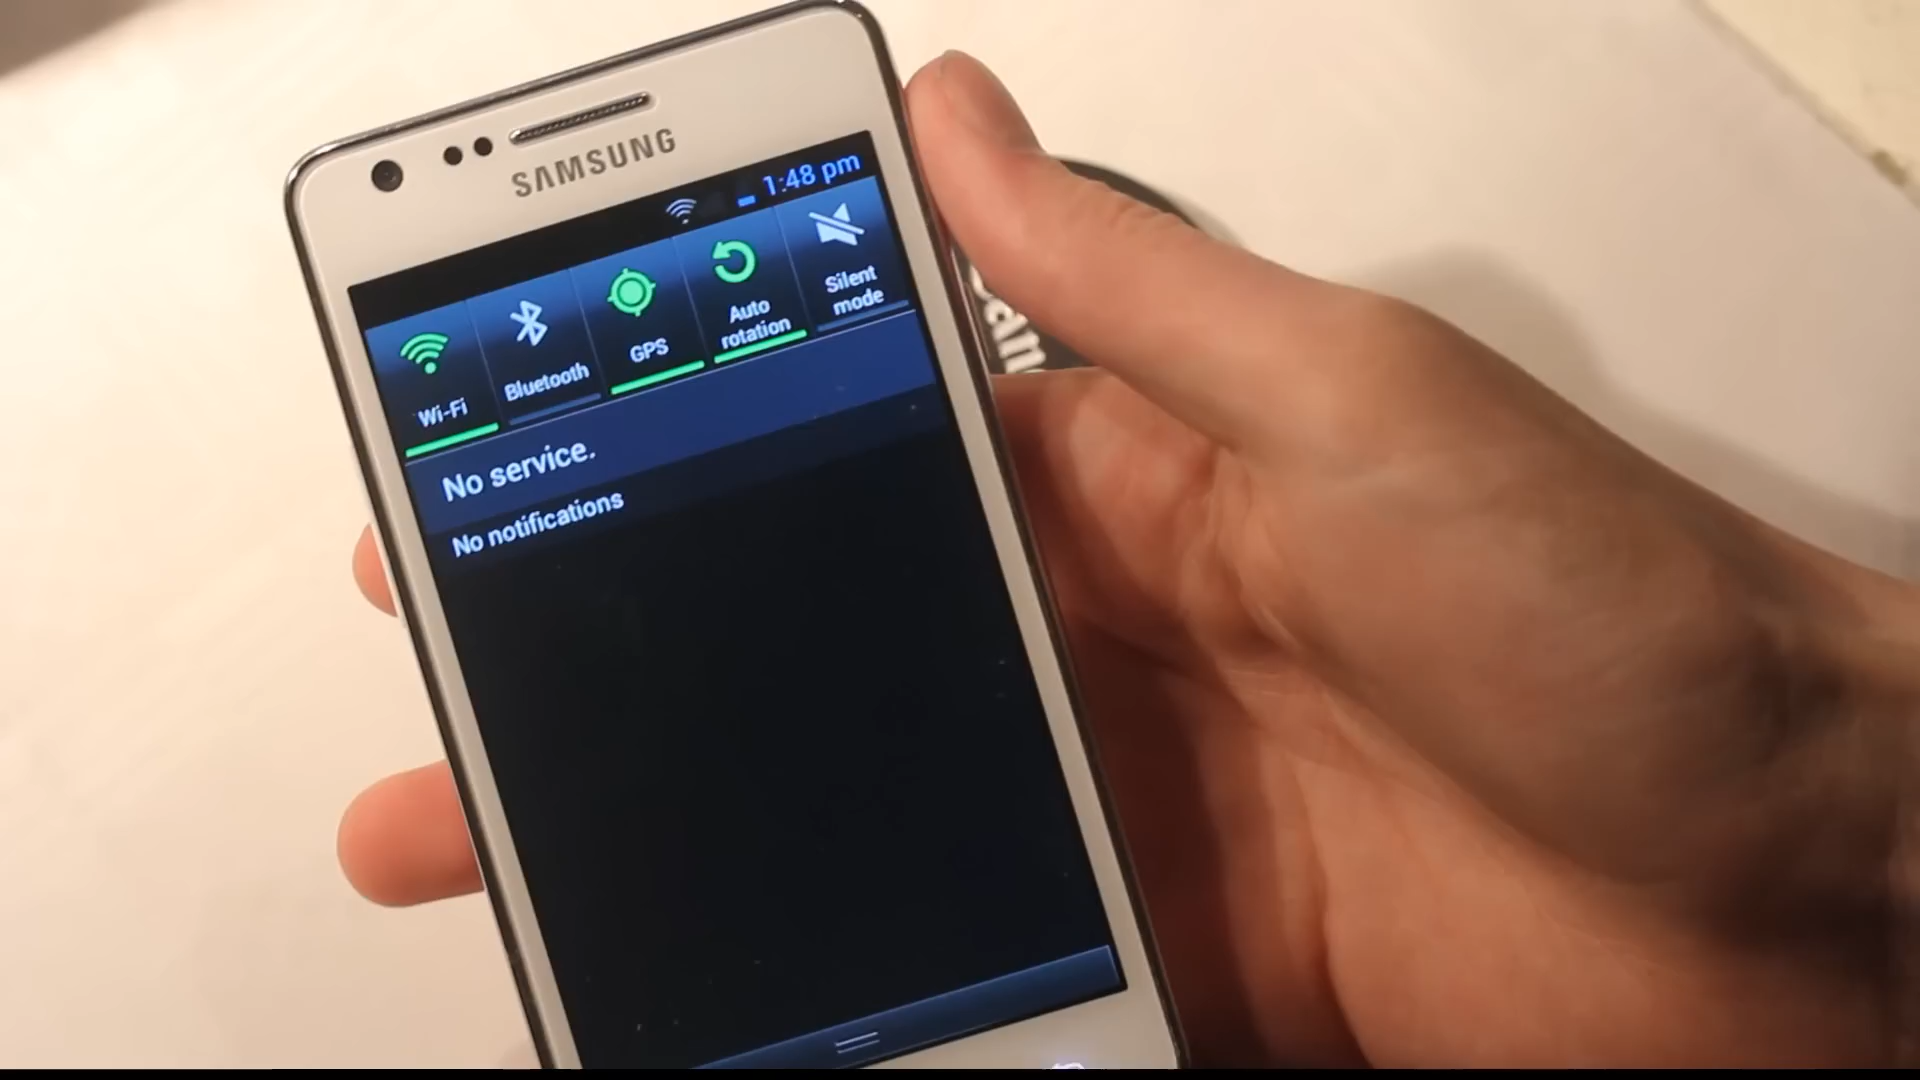 SAMSUNG
1:48 pm
Wi-Fi
Bluetooth
GPS
Auto
rotation
Silent
mode
No service.
No notifications